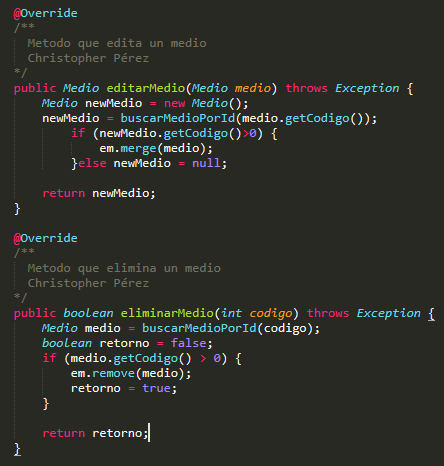 @Override
/**
  Metodo que edita un medio
  Christopher Pérez
*/
public Medio editarMedio(Medio medio) throws Exception {
    Medio newMedio = new Medio();
    newMedio = buscarMedioPorId(medio.getCodigo());
        if (newMedio.getCodigo()>0) {
            em.merge(medio);
        }else newMedio = null;

    return newMedio;
}

@Override
/**
  Metodo que elimina un medio
  Christopher Pérez
*/
public boolean eliminarMedio(int codigo) throws Exception {
    Medio medio = buscarMedioPorId(codigo);
    boolean retorno = false;
    if (medio.getCodigo() > 0) {
        em.remove(medio);
        retorno = true;
    }

    return retorno;
}